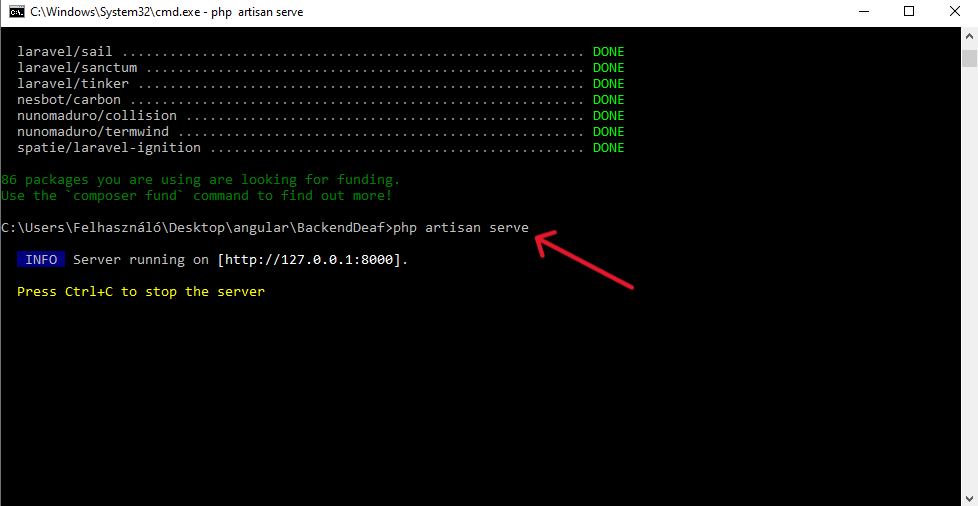 C:\Windows\System32\cmd.exe - php  artisan serve
laravel/sail .......................................................... DONE
laravel/sanctum ....................................................... DONE
laravel/tinker ........................................................ DONE
nesbot/carbon ......................................................... DONE
nunomaduro/collision .................................................. DONE
nunomaduro/termwind ................................................... DONE
spatie/laravel-ignition ............................................... DONE
86 packages you are using are looking for funding.
Use the `composer fund` command to find out more!
C:\Users\Felhasználó\Desktop\angular\BackendDeaf>php artisan serve
INFO  Server running on [http://127.0.0.1:8000].
Press Ctrl+C to stop the server